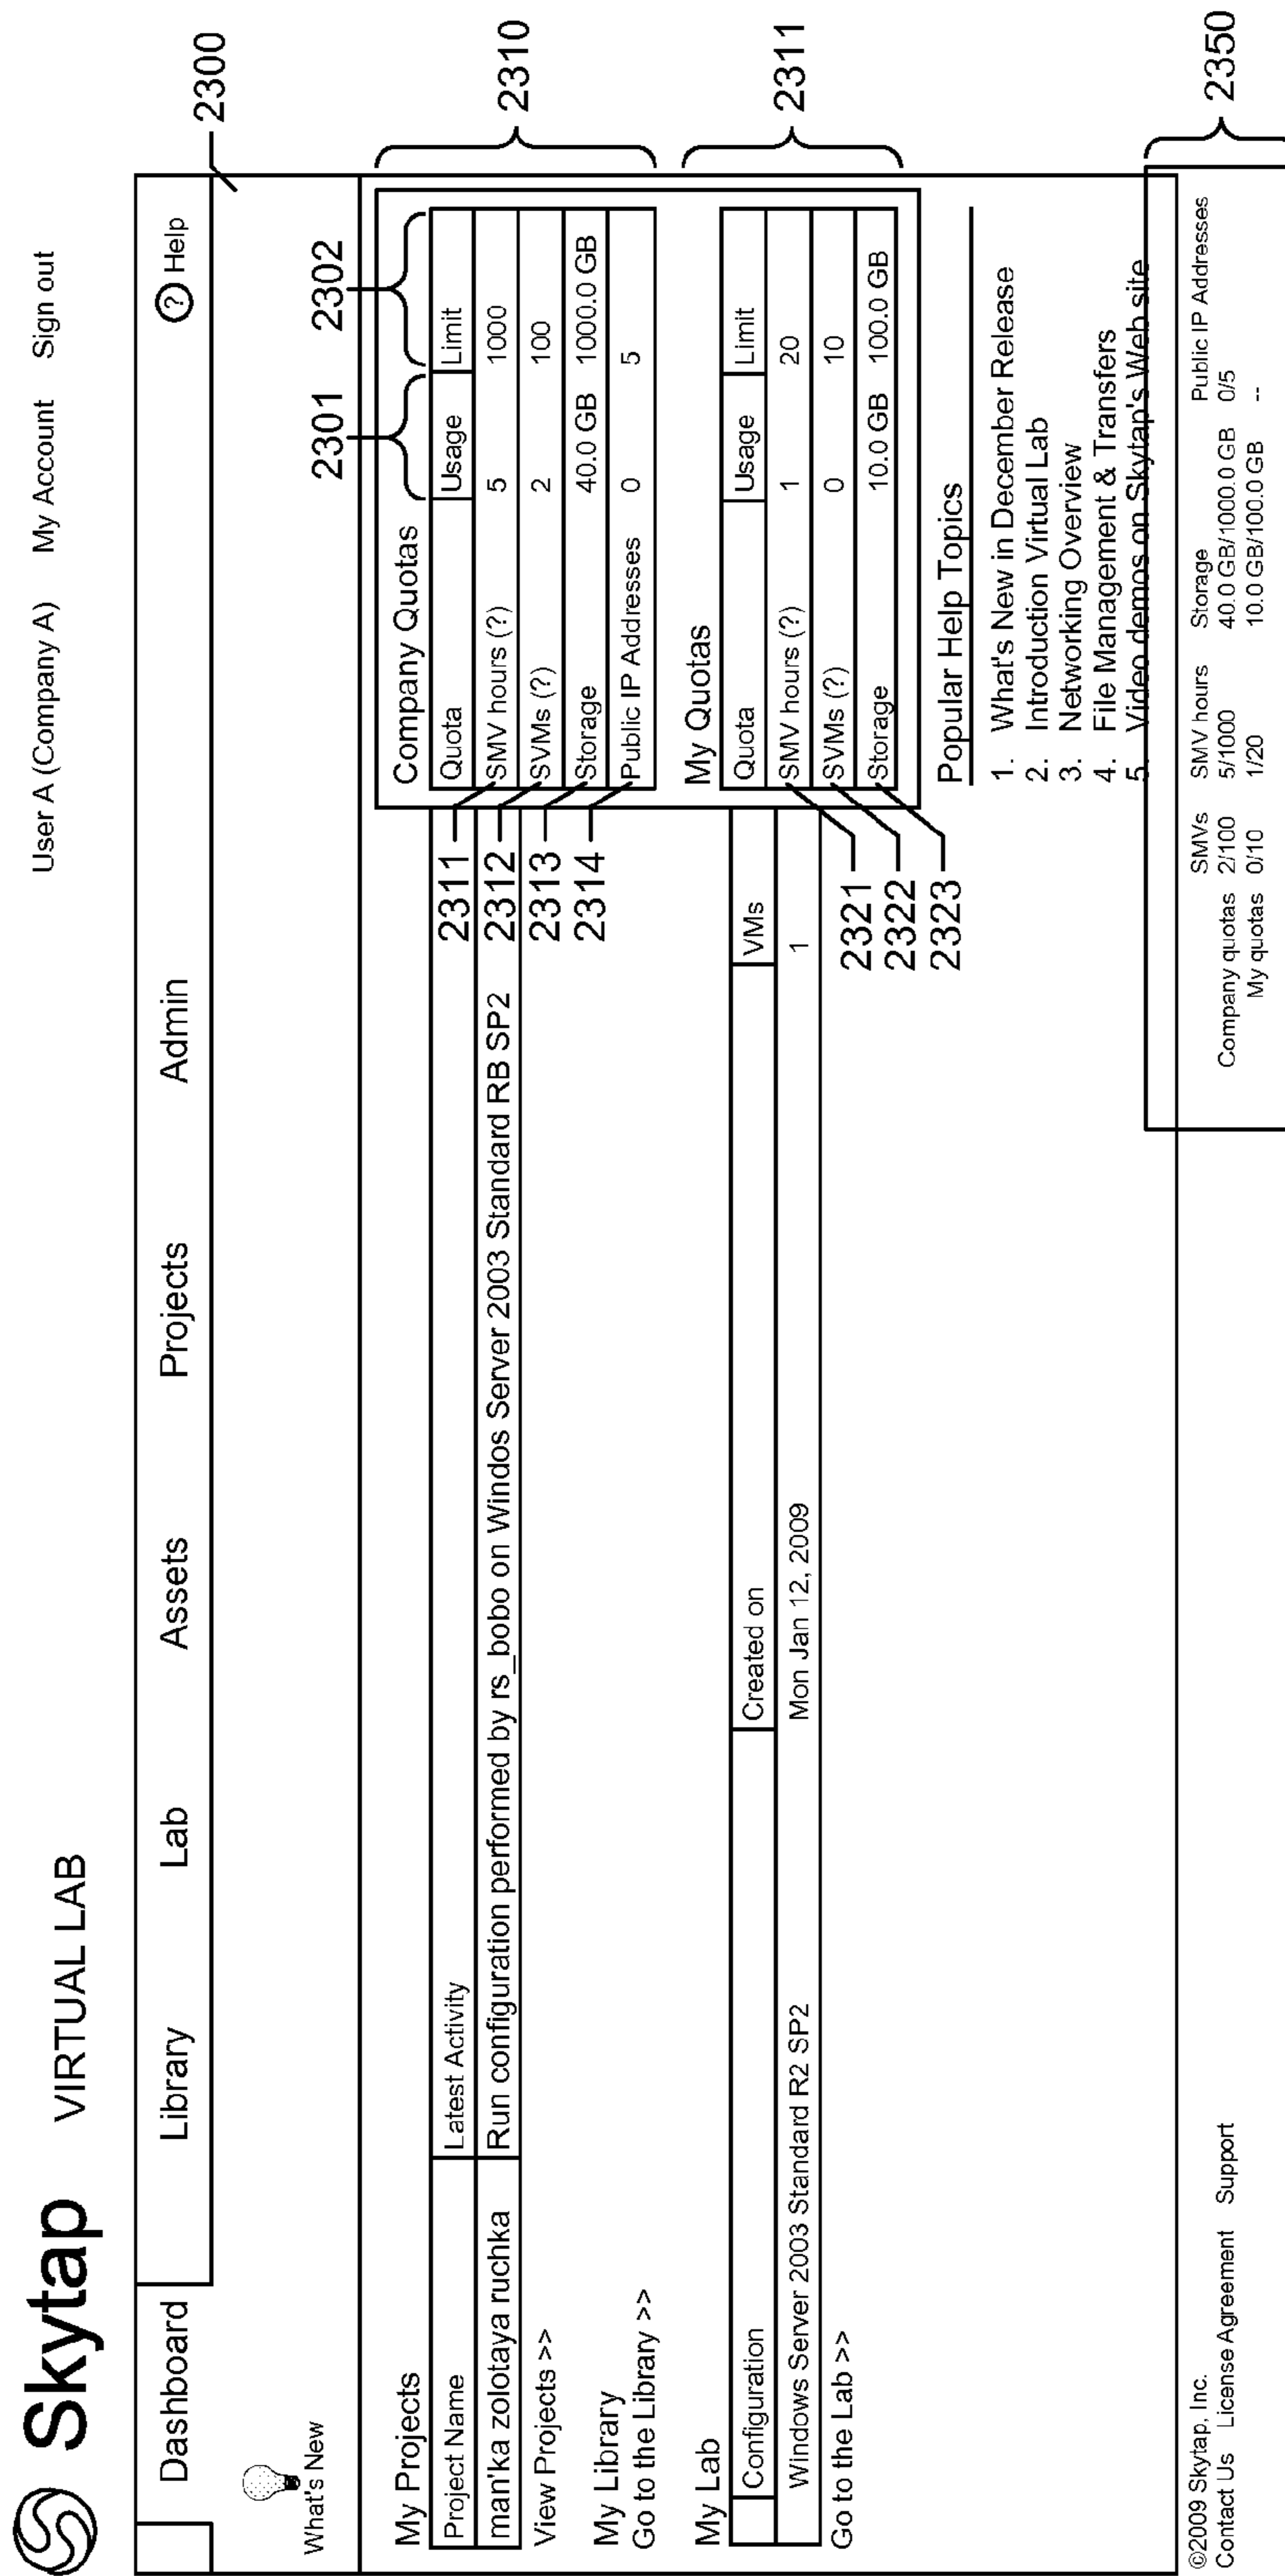 Skytap VIRTUAL LAB
User A (Company A) My Account Sign out
Dashboard Library Lab Assets Projects Admin ? Help
2300
What's New
2301 2302
My Projects
Project Name Latest Activity
man'ka zolotaya ruchka Run configuration performed by rs_bobo on Windos Server 2003 Standard RB SP2
View Projects >>
My Library
Go to the Library >>
My Lab
Configuration Created on VMs
Windows Server 2003 Standard R2 SP2 Mon Jan 12, 2009 1
Go to the Lab >>
Company Quotas
Quota Usage Limit
2311 SMV hours (?) 5 1000
2312 SVMs (?) 2 100
2313 Storage 40.0 GB 1000.0 GB
2314 Public IP Addresses 0 5
2310
My Quotas
Quota Usage Limit
2321 SMV hours (?) 1 20
2322 SVMs (?) 0 10
2323 Storage 10.0 GB 100.0 GB
2311
Popular Help Topics
1. What's New in December Release
2. Introduction Virtual Lab
3. Networking Overview
4. File Management & Transfers
5. Video demos on Skytap's Web site
©2009 Skytap, Inc.
Contact Us License Agreement Support
SMVs SMV hours Storage Public IP Addresses
Company quotas 2/100 5/1000 40.0 GB/1000.0 GB 0/5
My quotas 0/10 1/20 10.0 GB/100.0 GB --
2350